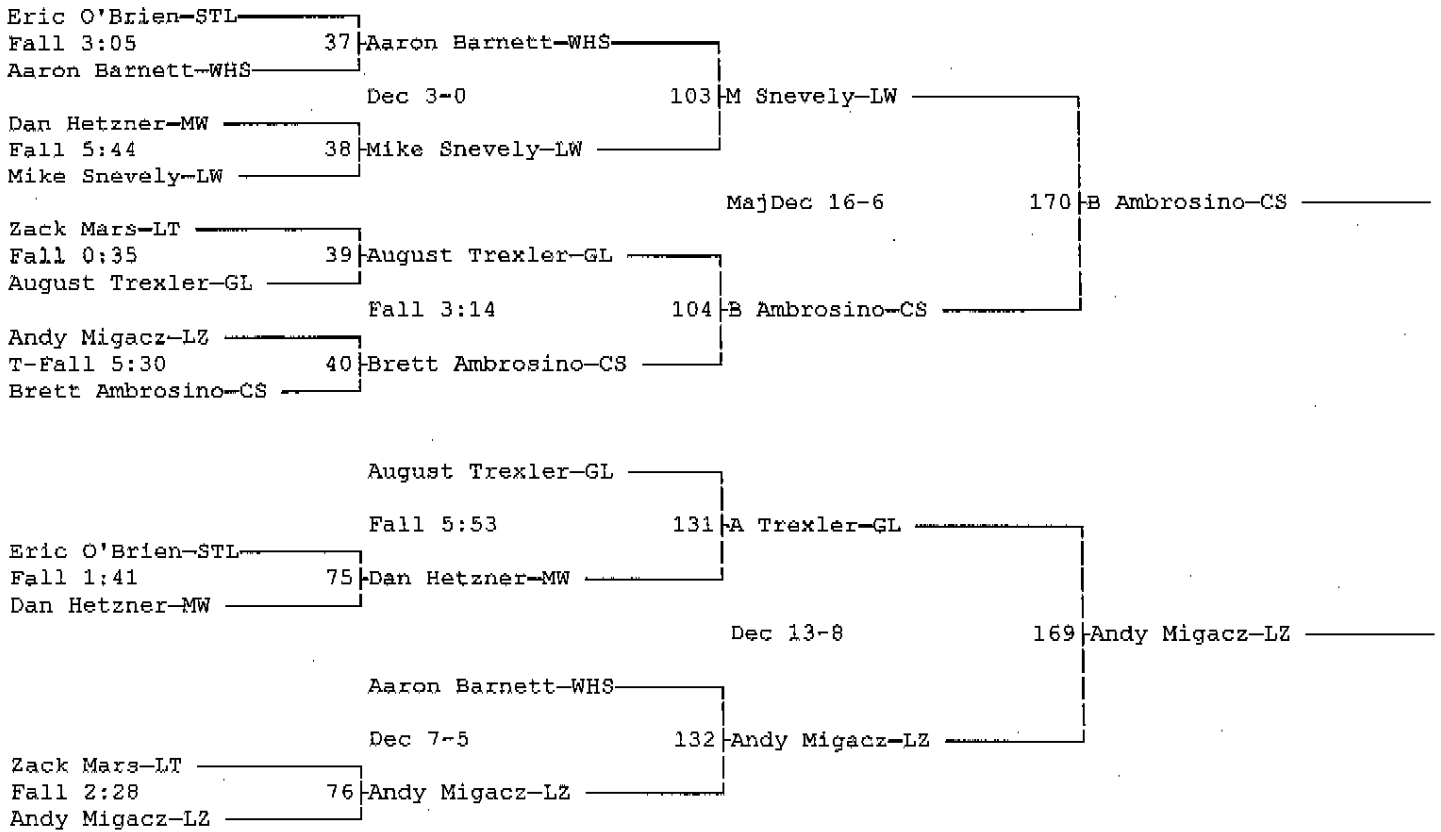 Eric O'Brien-STL
Fall 3:05 37 Aaron Barnett-WHS
Aaron Barnett-WHS
Dec 3-0 103 M Snevely-LW
Dan Hetzner-MW
Fall 5:44 38 Mike Snevely-LW
Mike Snevely-LW
MajDec 16-6 170 B Ambrosino-CS
Zack Mars-LT
Fall 0:35 39 August Trexler-GL
August Trexler-GL
Fall 3:14 104 B Ambrosino-CS
Andy Migacz-LZ
T-Fall 5:30 40 Brett Ambrosino-CS
Brett Ambrosino-CS
August Trexler-GL
Fall 5:53 131 A Trexler-GL
Eric O'Brien-STL
Fall 1:41 75 Dan Hetzner-MW
Dan Hetzner-MW
Dec 13-8 169 Andy Migacz-LZ
Aaron Barnett-WHS
Dec 7-5 132 Andy Migacz-LZ
Zack Mars-LT
Fall 2:28 76 Andy Migacz-LZ
Andy Migacz-LZ